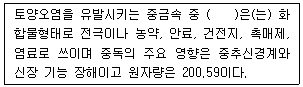 토양오염을 유발시키는 중금속 중 (    )은(는) 화
합물형태로 전극이나 농약, 안료, 건전지, 촉매제,
염료로 쓰이며 중독의 주요 영향은 중추신경계와
신장 기능 장해이고 원자량은 200.59이다.